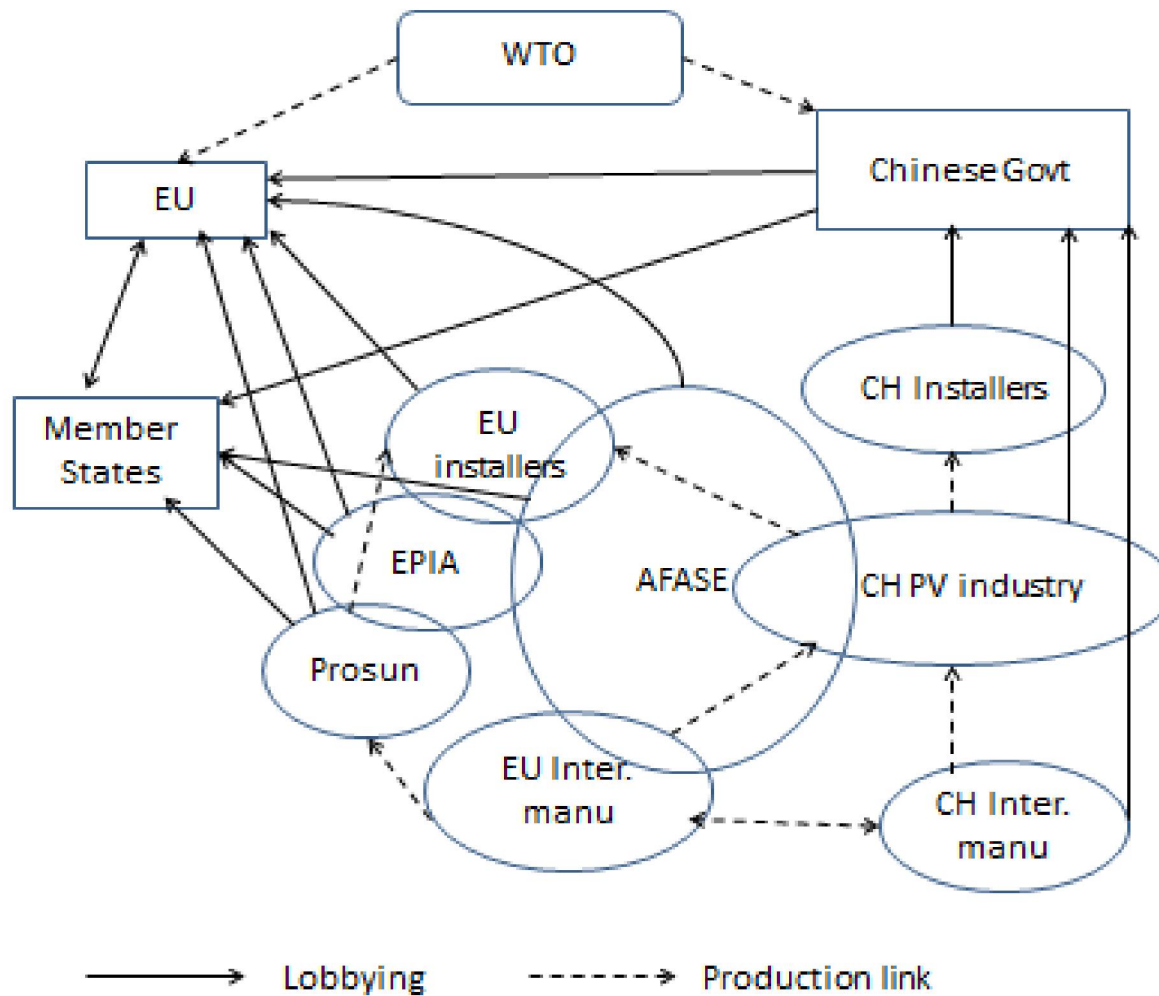 WTO
Chinese Govt
EU
CH Installers
Member
States
EU
installers
EPIA
AFASE
CH PV industry
Prosun
EU Inter.
manu
CH Inter.
manu
Lobbying
Production link